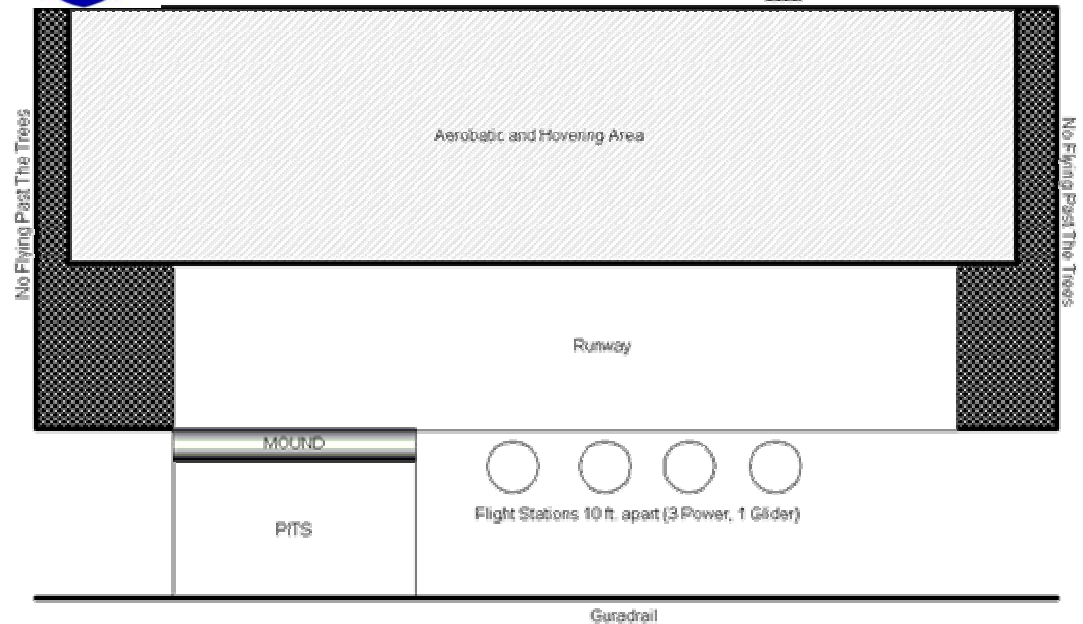 No Flying Past The Trees
Aerobatic and Hovering Area
No Flying Past The Trees
Runway
MOUND
Flight Stations 10 ft. apart (3 Power, 1 Glider)
PITS
Guradrail